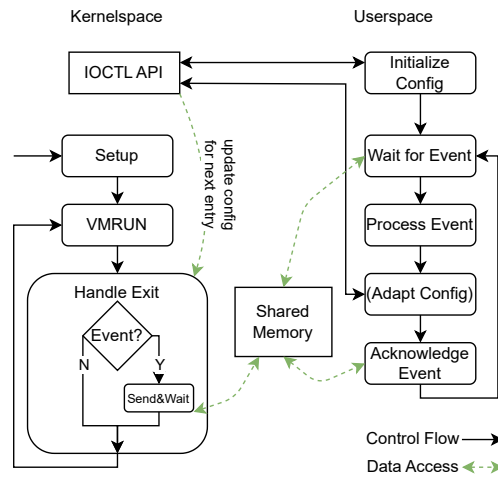 Kernelspace
Userspace
IOCTL API
Initialize
Config
update config
for next entry
Setup
Wait for Event
VMRUN
Process Event
Handle Exit
Event?
N
Y
Send&Wait
Shared
Memory
(Adapt Config)
Acknowledge
Event
Control Flow
Data Access